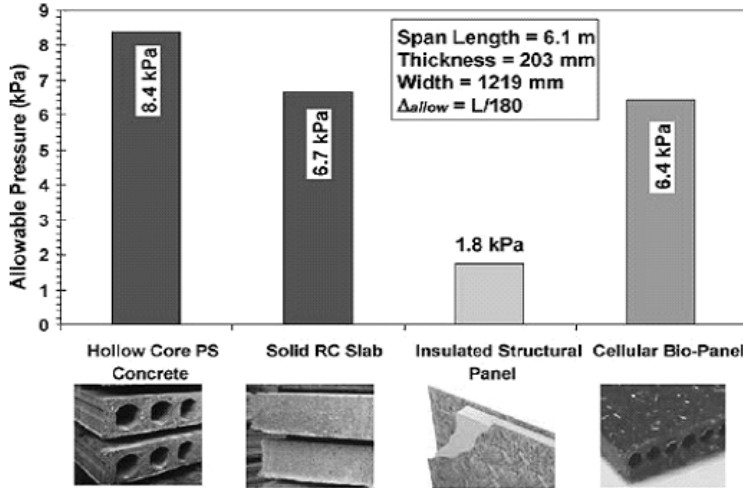 9
8
7
6
5
4
3
2
1
0
Allowable Pressure (kPa)
8.4 kPa
6.7 kPa
1.8 kPa
6.4 kPa
Span Length = 6.1 m
Thickness = 203 mm
Width = 1219 mm
Δallow = L/180
Hollow Core PS
Concrete
Solid RC Slab
Insulated Structural
Panel
Cellular Bio-Panel